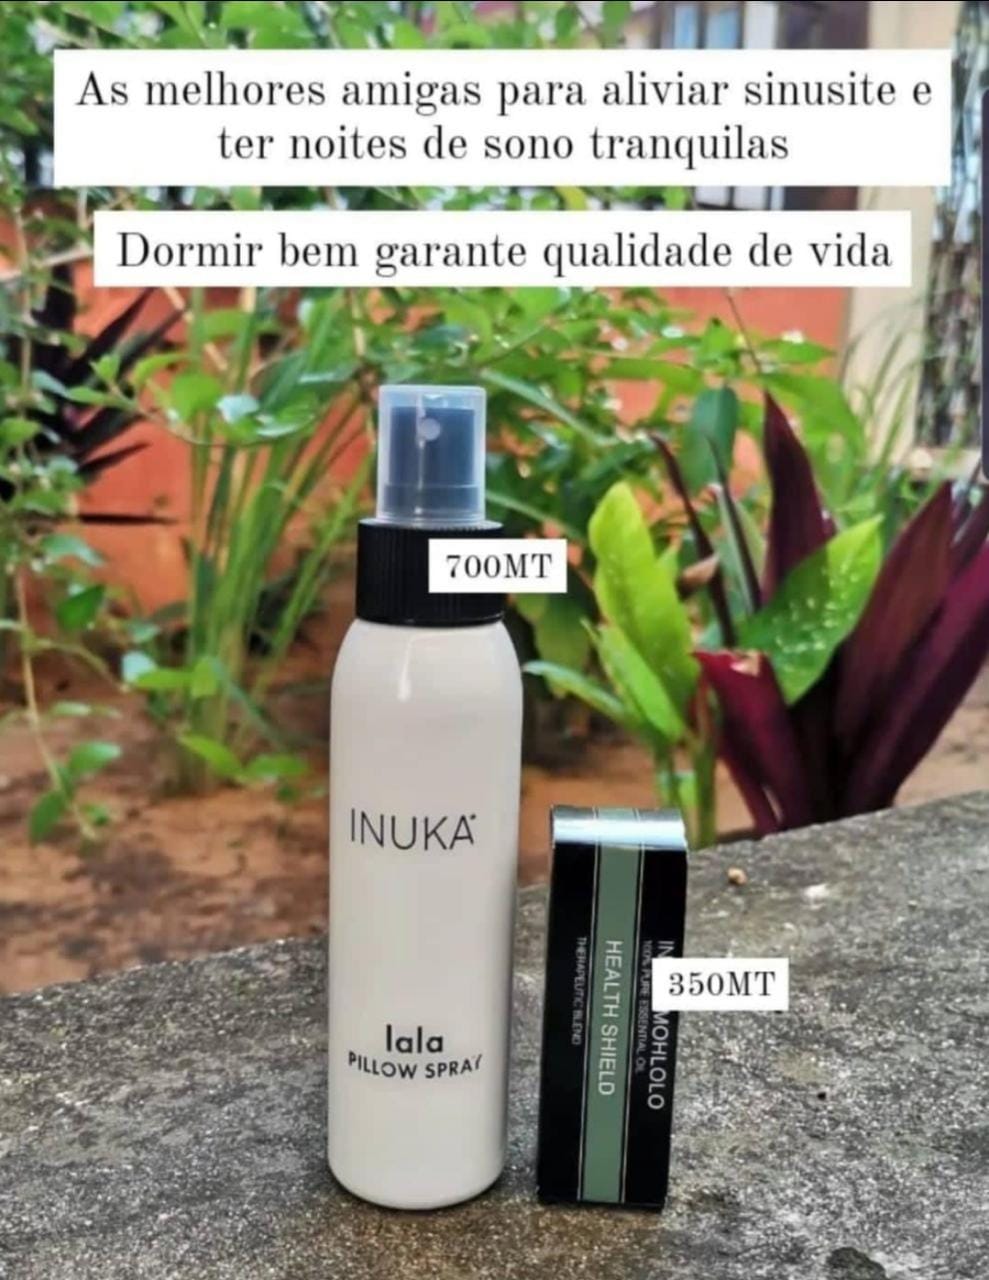 As melhores amigas para aliviar sinusite e
ter noites de sono tranquilas
Dormir bem garante qualidade de vida
700MT
INUKA
lala
PILLOW SPRAY
350MT
MOHLOLO
100% PURE ESSENTIAL OIL
HEALTH SHIELD
THERAPEUTIC BLEND